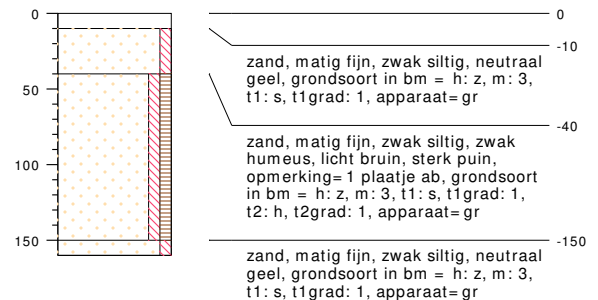 0
50
100
150
0
-10
zand, matig fijn, zwak siltig, neutraal
geel, grondsoort in bm = h: z, m: 3,
t1: s, t1grad: 1, apparaat=gr
-40
zand, matig fijn, zwak siltig, zwak
humeus, licht bruin, sterk puin,
opmerking=1 plaatje ab, grondsoort
in bm = h: z, m: 3, t1: s, t1grad: 1,
t2: h, t2grad: 1, apparaat=gr
-150
zand, matig fijn, zwak siltig, neutraal
geel, grondsoort in bm = h: z, m: 3,
t1: s, t1grad: 1, apparaat=gr